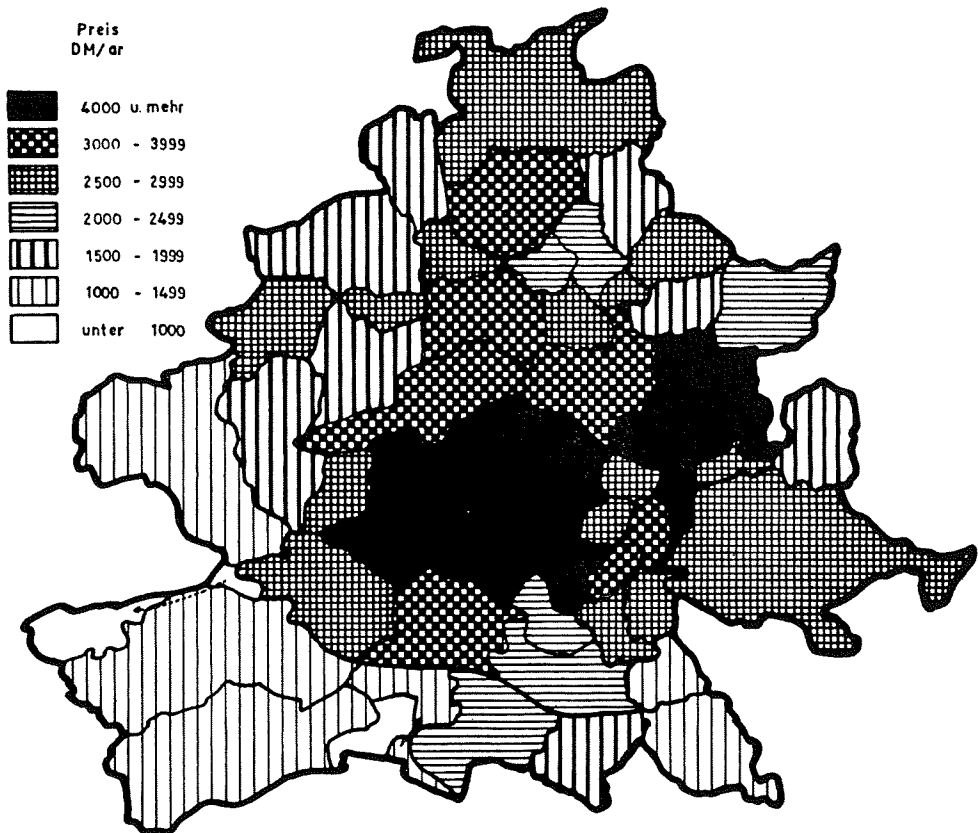 Preis
DM/ar
4000 u. mehr
3000 - 3999
2500 - 2999
2000 - 2499
1500 - 1999
1000 - 1499
unter 1000